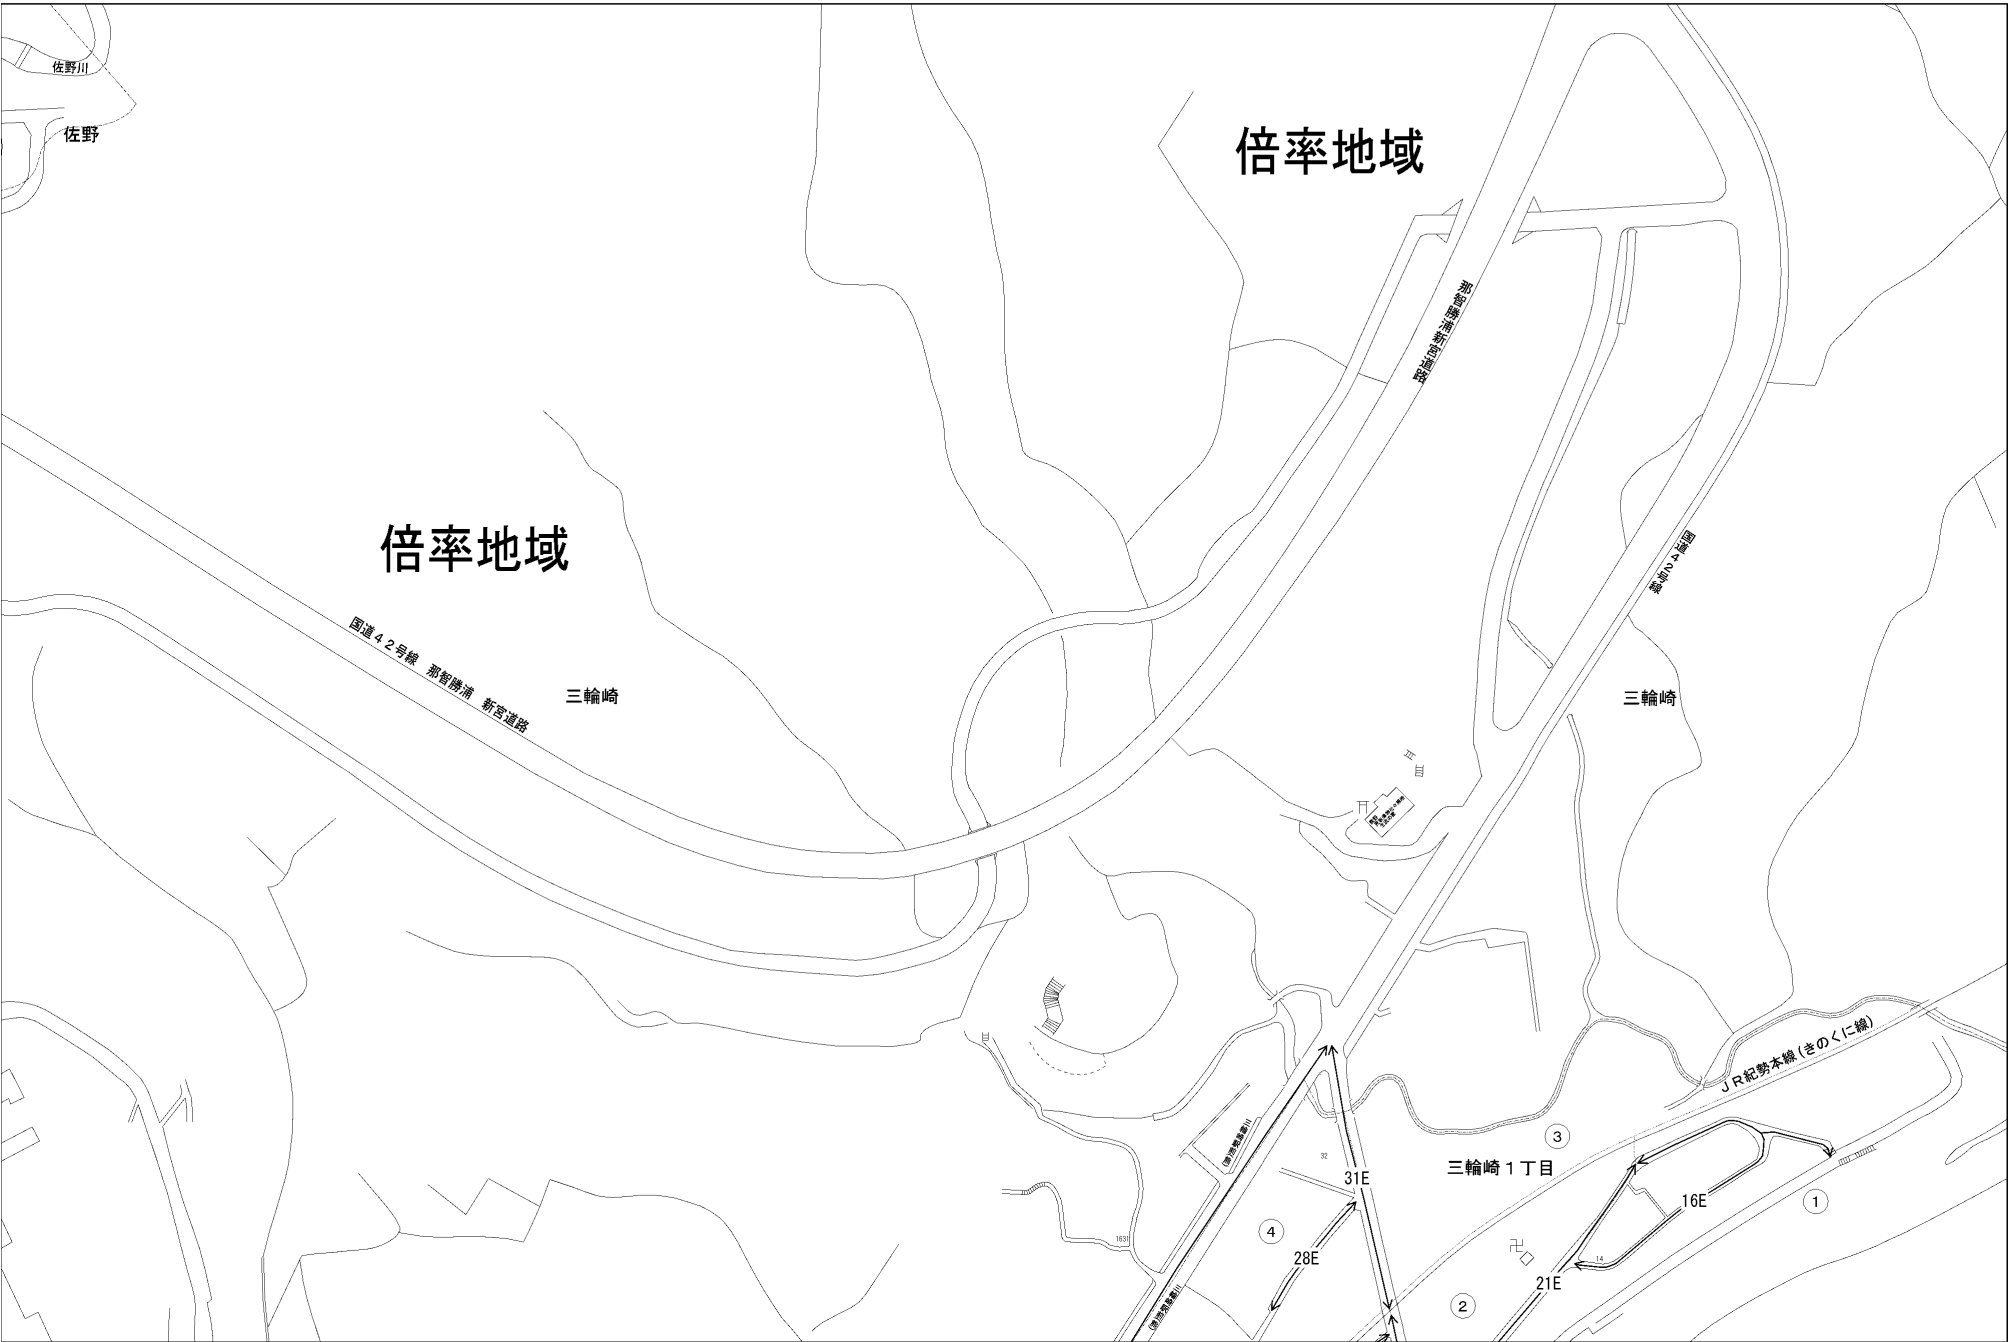 佐野川
佐野
倍率地域
那智勝浦新宮道路
倍率地域
国道４２号線
国道４２号線　那智勝浦　新宮道路
三輪崎
三輪崎
ＪＲ紀勢本線(きのくに線)
3
32
三輪崎１丁目
31E
16E
1
4
1631
28E
14
21E
2